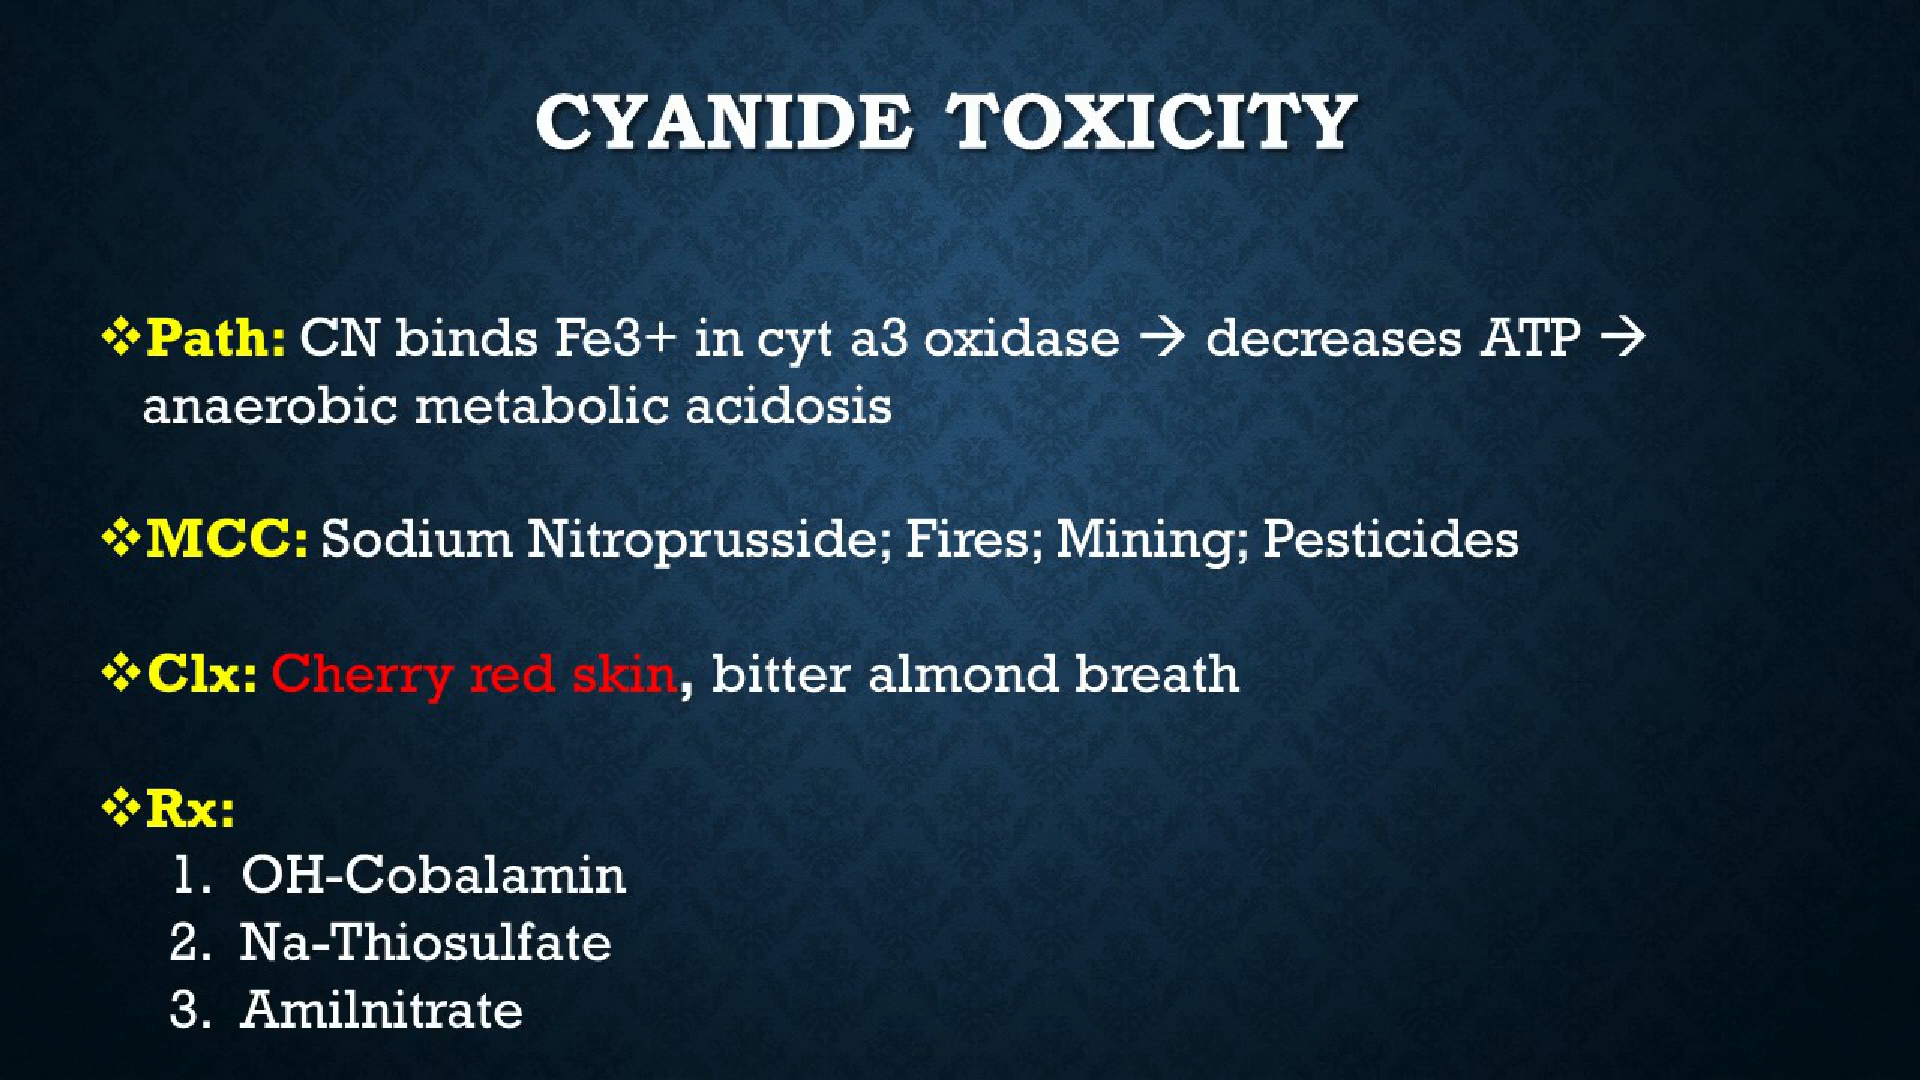 CYANIDE TOXICITY
❖Path: CN binds Fe3+ in cyt a3 oxidase → decreases ATP →
anaerobic metabolic acidosis
❖MCC: Sodium Nitroprusside; Fires; Mining; Pesticides
❖Clx: Cherry red skin, bitter almond breath
❖Rx:
1. OH-Cobalamin
2. Na-Thiosulfate
3. Amilnitrate